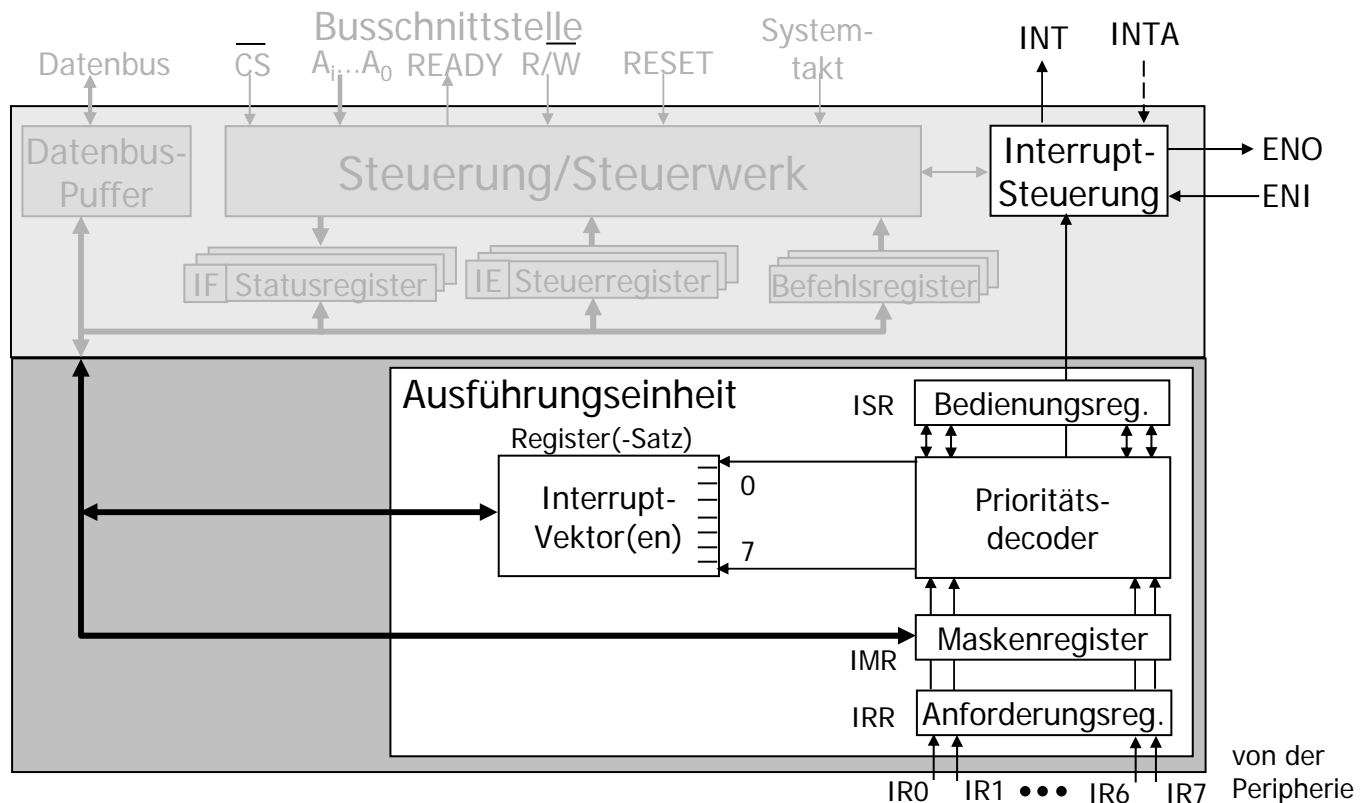 Busschnittstelle
Datenbus
CS
Ai...A0
READY
R/W
RESET
System-
takt
INT
INTA
Datenbus-
Puffer
Steuerung/Steuerwerk
Interrupt-
Steuerung
ENO
ENI
IF Statusregister
IE Steuerregister
Befehlsregister
Ausführungseinheit
ISR
Bedienungsreg.
Register(-Satz)
Interrupt-
Vektor(en)
0
7
Prioritäts-
decoder
Maskenregister
IMR
IRR
Anforderungsreg.
IR0
IR1
•••
IR6
IR7
von der
Peripherie